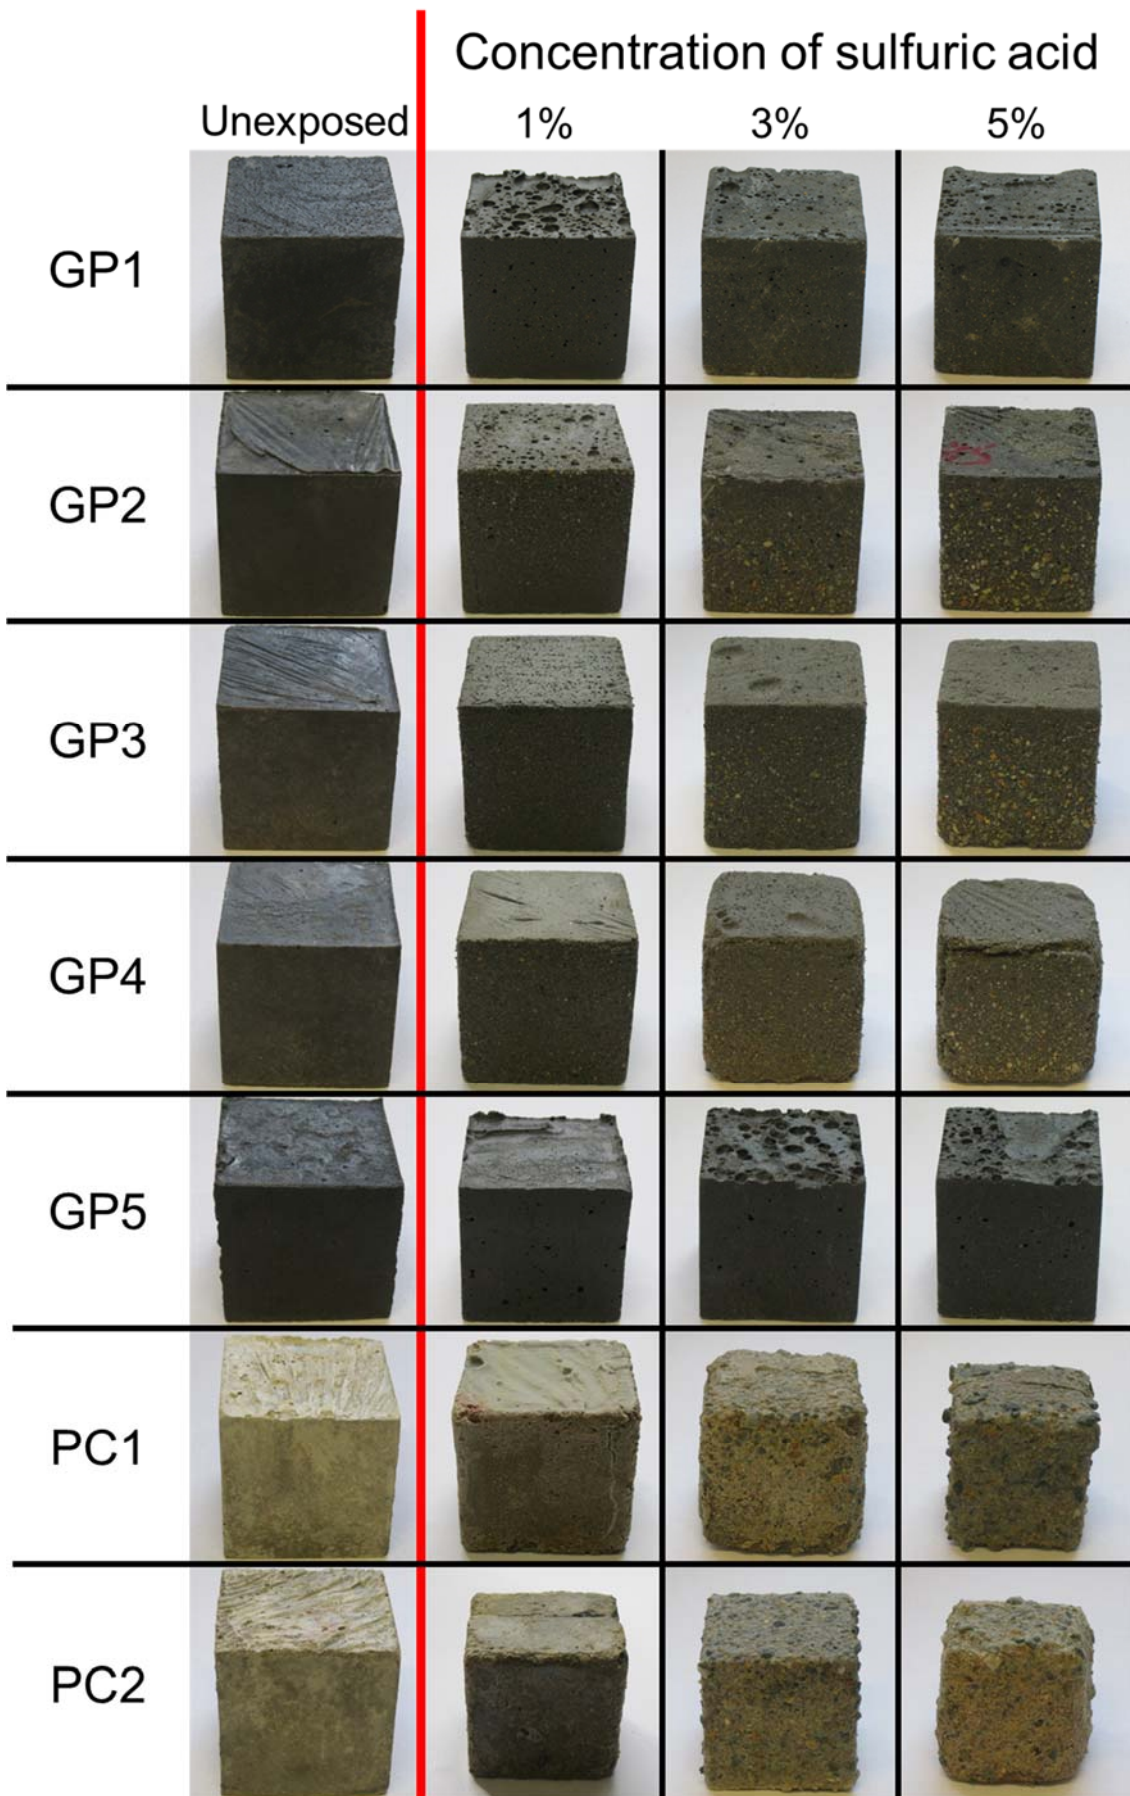 Concentration of sulfuric acid
Unexposed 1% 3% 5%
GP1
GP2
GP3
GP4
GP5
PC1
PC2